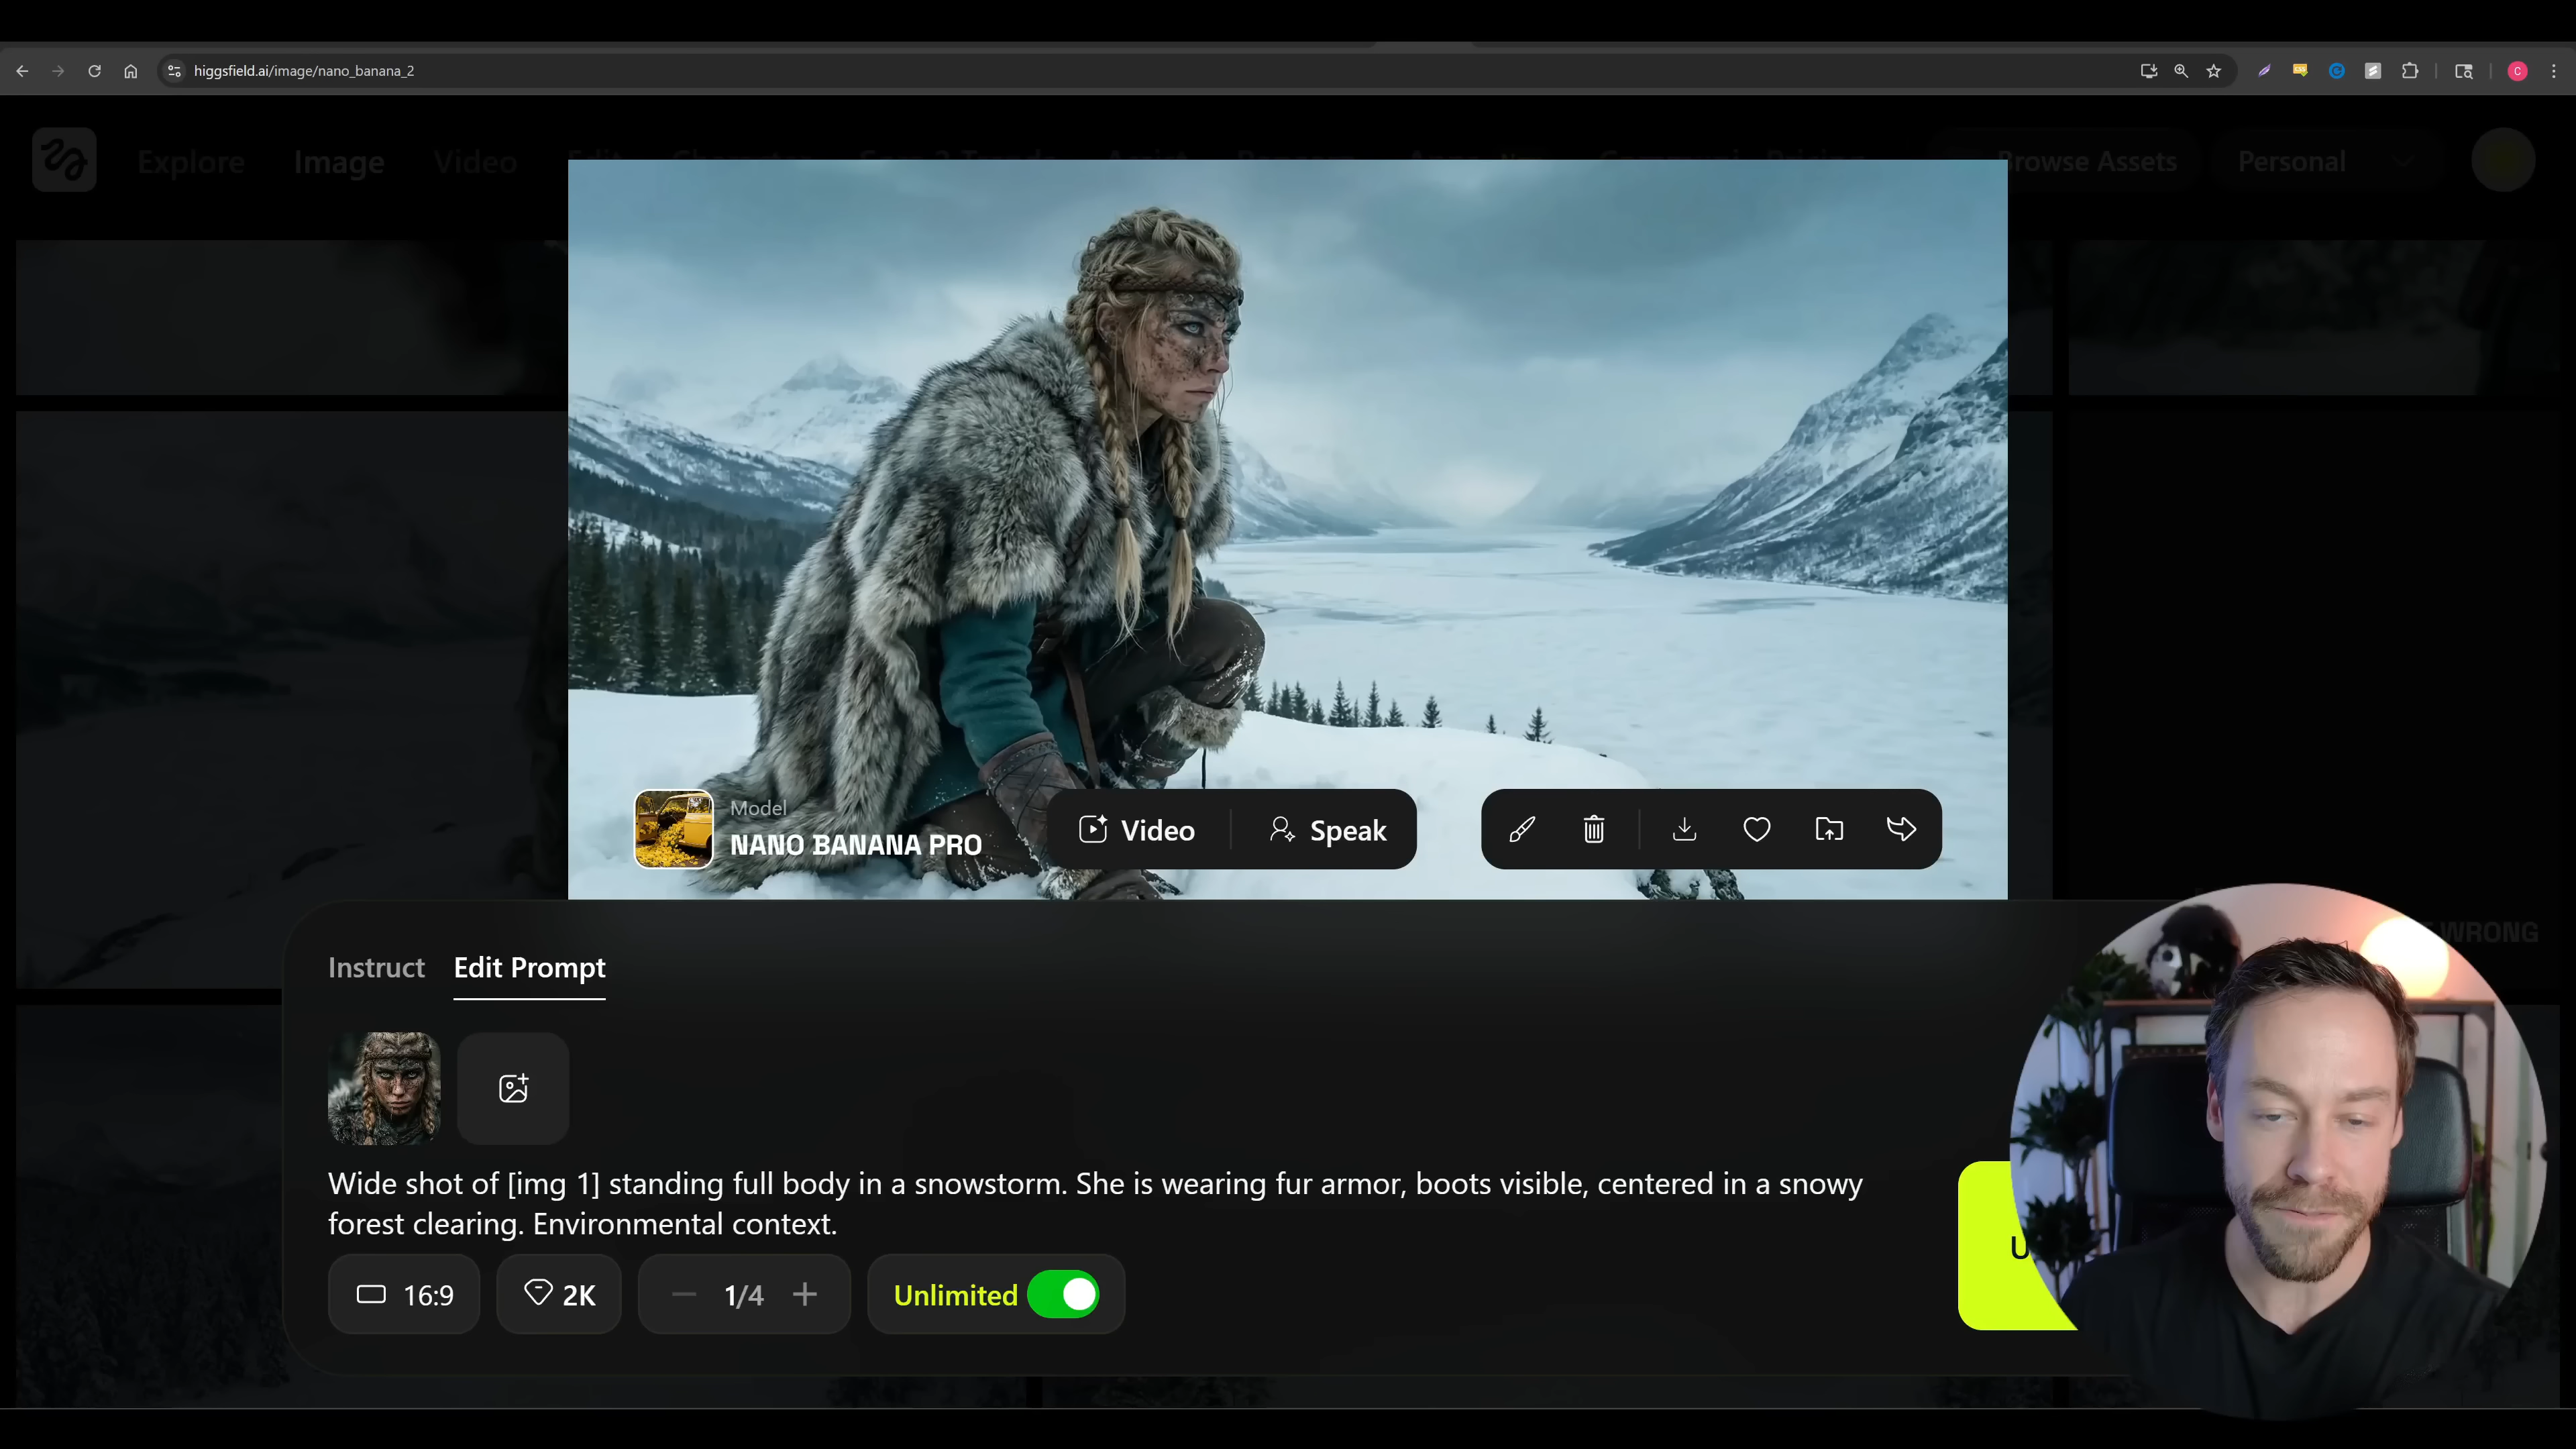 higgsfield.ai/image/nano_banana_2
Explore Image Video Browse Assets Personal
Model
NANO BANANA PRO
Video Speak
WRONG
Instruct Edit Prompt
Wide shot of [img 1] standing full body in a snowstorm. She is wearing fur armor, boots visible, centered in a snowy
forest clearing. Environmental context.
16:9 2K 1/4 Unlimited